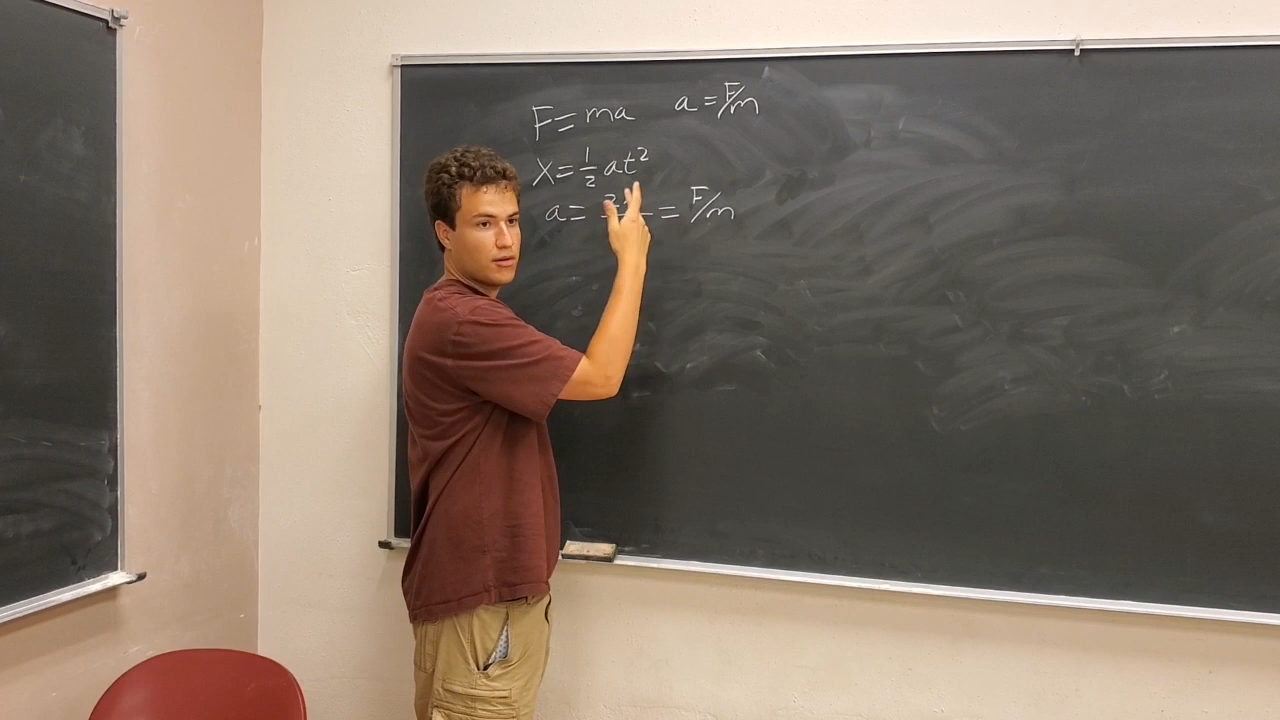 F=ma a=F/m
X=½at²
a= = F/m